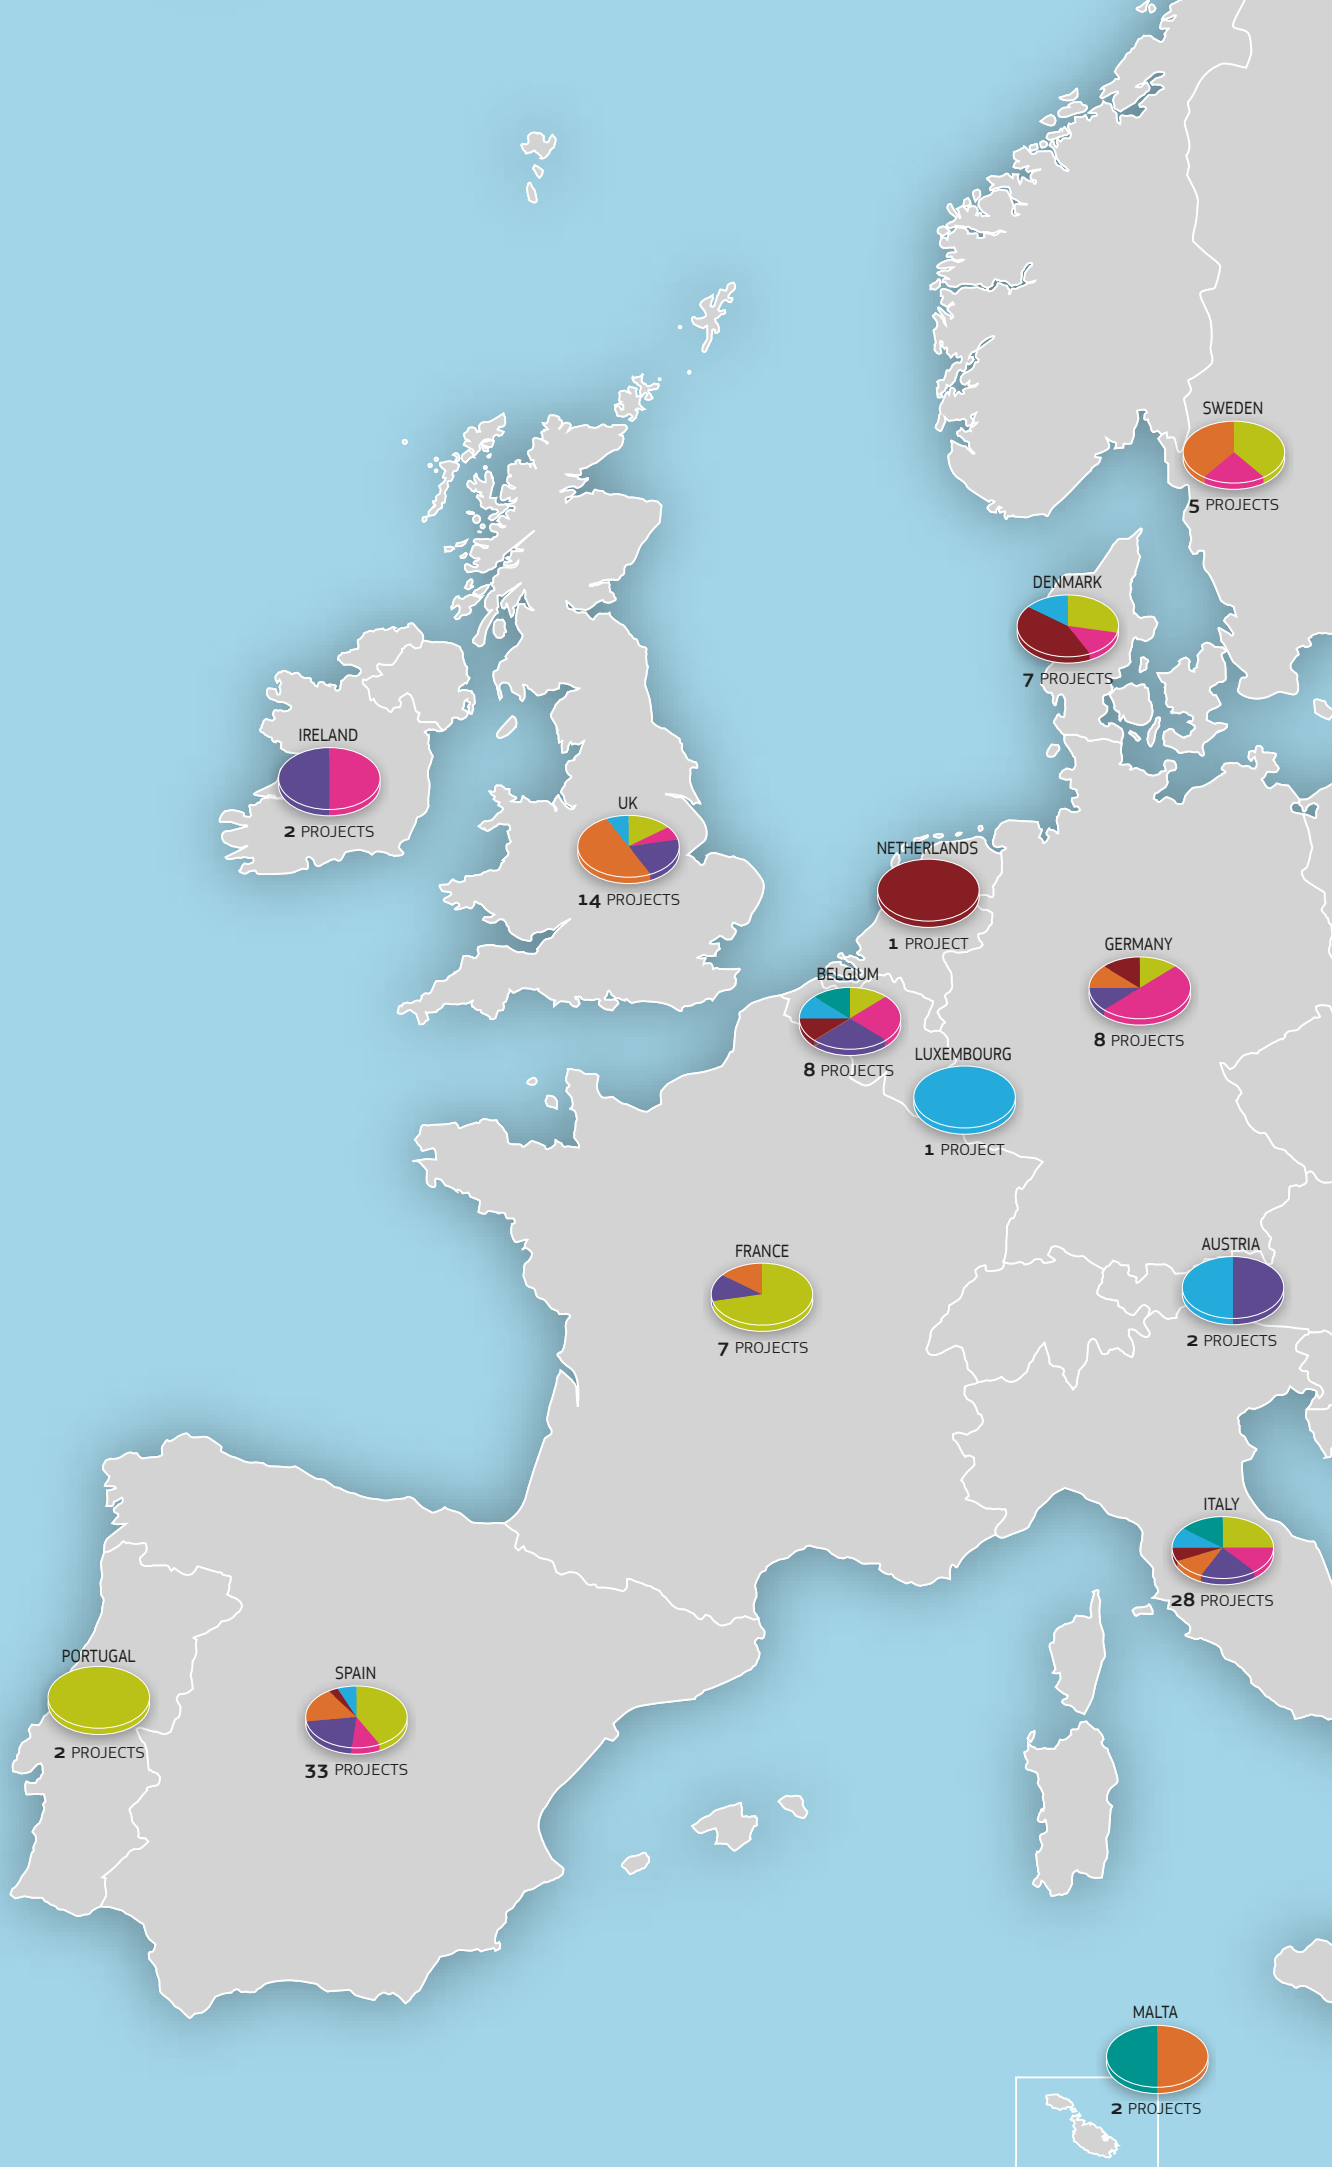 SWEDEN
5 PROJECTS
DENMARK
7 PROJECTS
IRELAND
2 PROJECTS
UK
14 PROJECTS
NETHERLANDS
1 PROJECT
GERMANY
8 PROJECTS
BELGIUM
8 PROJECTS
LUXEMBOURG
1 PROJECT
FRANCE
7 PROJECTS
AUSTRIA
2 PROJECTS
ITALY
28 PROJECTS
PORTUGAL
2 PROJECTS
SPAIN
33 PROJECTS
MALTA
2 PROJECTS